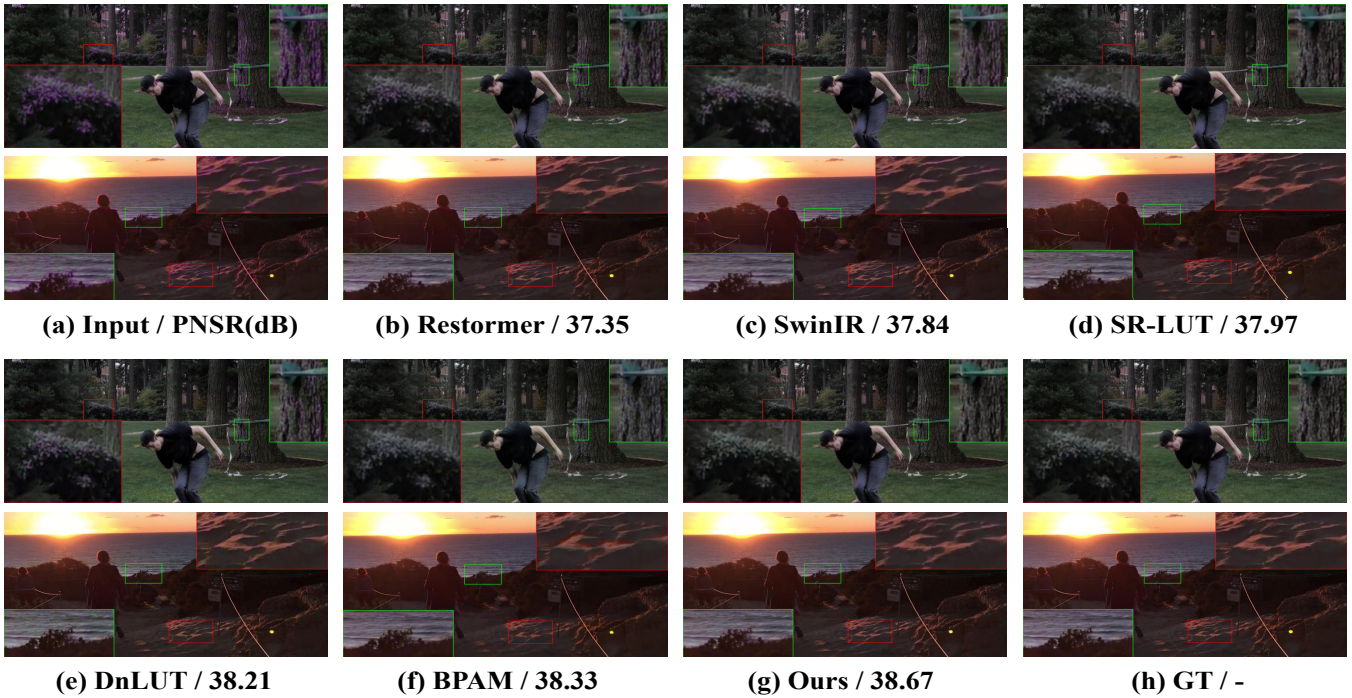 (a) Input / PNSR(dB)
(b) Restormer / 37.35
(c) SwinIR / 37.84
(d) SR-LUT / 37.97
(e) DnLUT / 38.21
(f) BPAM / 38.33
(g) Ours / 38.67
(h) GT / -